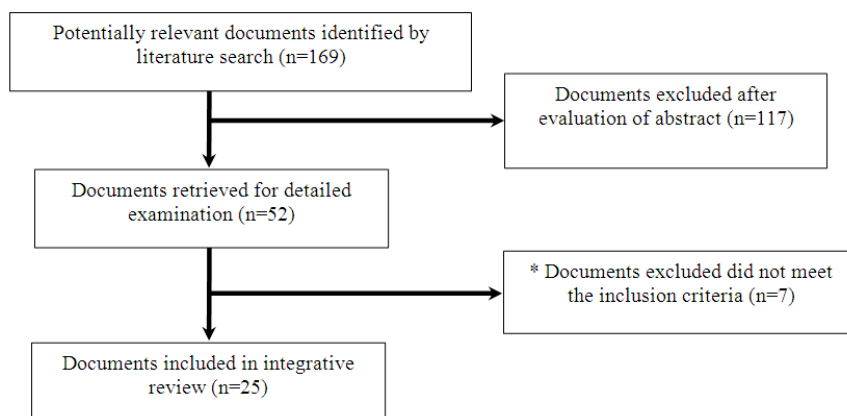 Potentially relevant documents identified by
literature search (n=169)
Documents excluded after
evaluation of abstract (n=117)
Documents retrieved for detailed
examination (n=52)
* Documents excluded did not meet
the inclusion criteria (n=7)
Documents included in integrative
review (n=25)